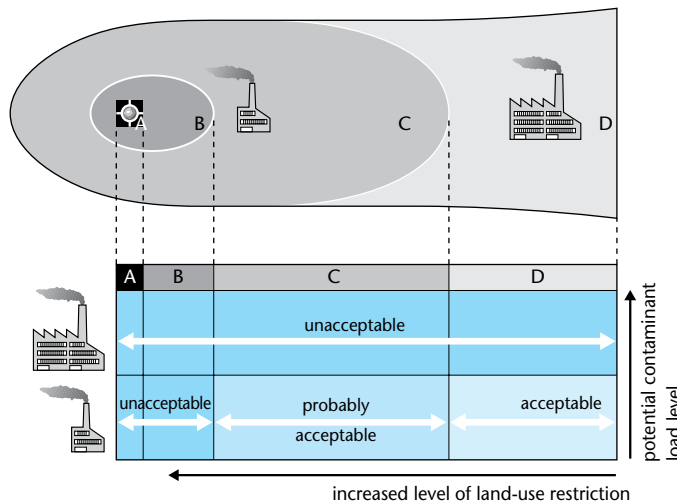 A
B
C
D
A
B
C
D
unacceptable
unacceptable
probably
acceptable
acceptable
potential contaminant
load level
increased level of land-use restriction